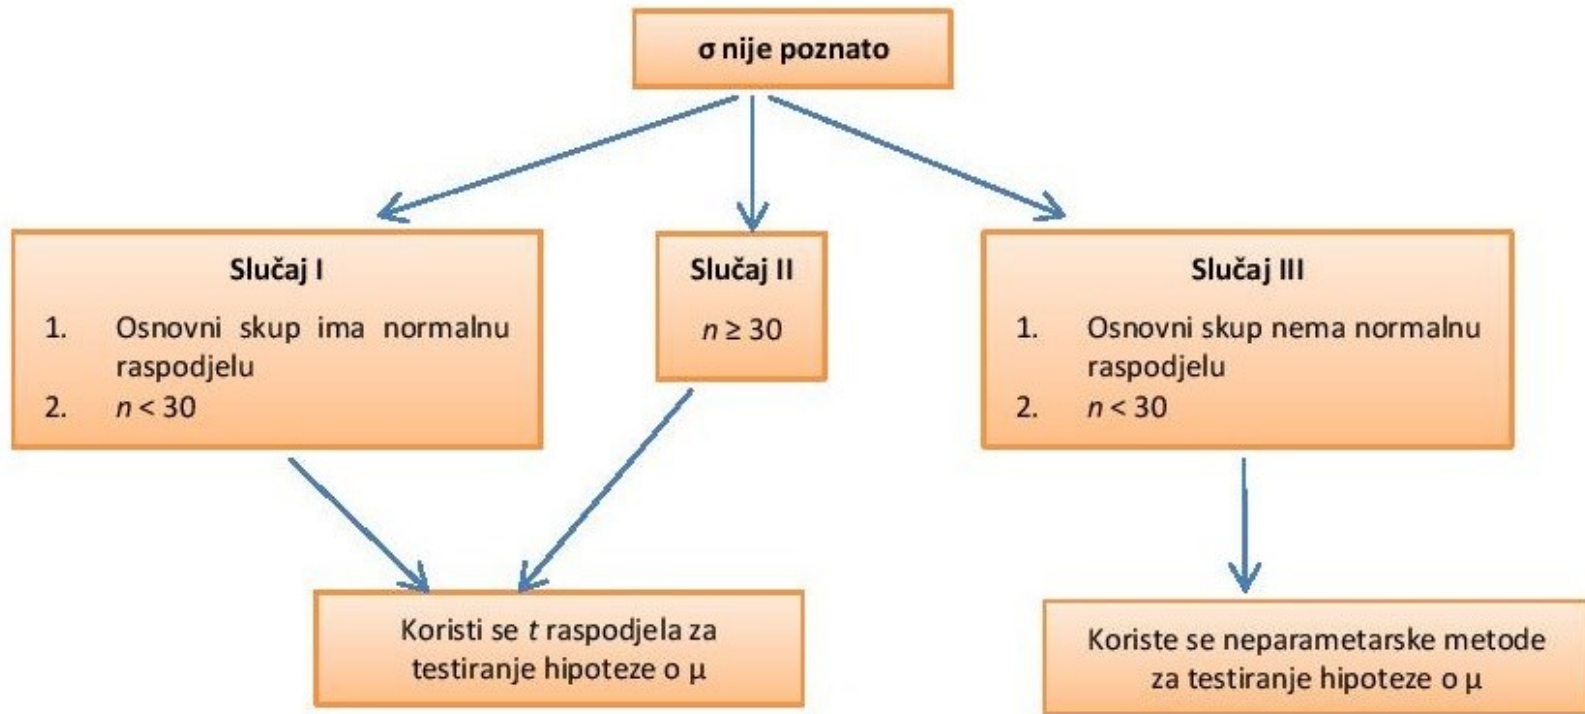 σ nije poznato
Slučaj I
1. Osnovni skup ima normalnu
raspodjelu
2. n < 30
Slučaj II
n ≥ 30
Slučaj III
1. Osnovni skup nema normalnu
raspodjelu
2. n < 30
Koristi se t raspodjela za
testiranje hipoteze o μ
Koriste se neparametarske metode
za testiranje hipoteze o μ